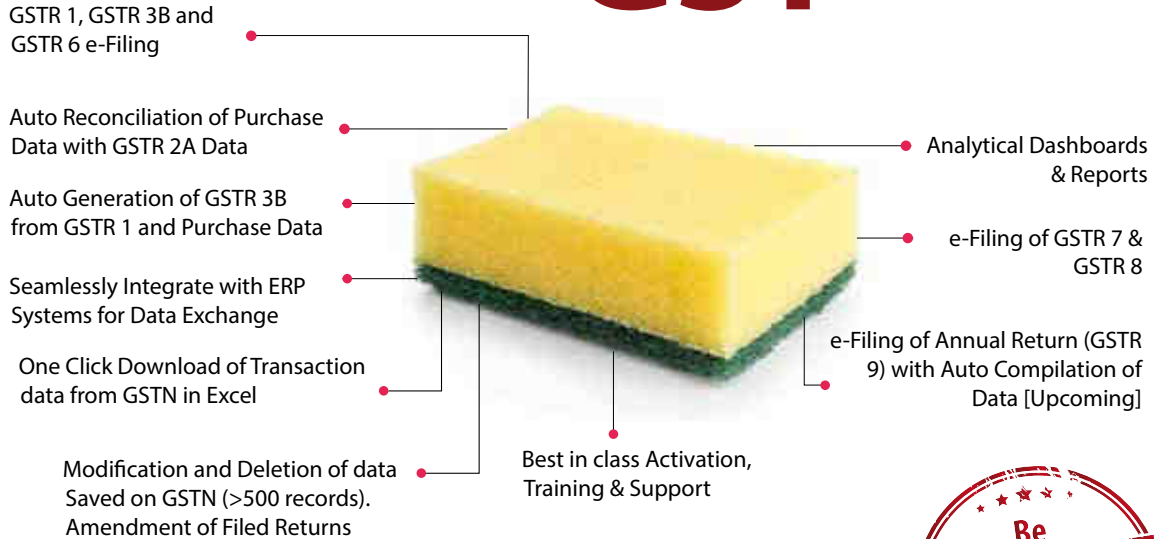 GST
GSTR 1, GSTR 3B and
GSTR 6 e-Filing
Auto Reconciliation of Purchase
Data with GSTR 2A Data
Auto Generation of GSTR 3B
from GSTR 1 and Purchase Data
Seamlessly Integrate with ERP
Systems for Data Exchange
One Click Download of Transaction
data from GSTN in Excel
Modification and Deletion of data
Saved on GSTN (>500 records).
Amendment of Filed Returns
Best in class Activation,
Training & Support
Analytical Dashboards
& Reports
e-Filing of GSTR 7 &
GSTR 8
e-Filing of Annual Return (GSTR
9) with Auto Compilation of
Data [Upcoming]
Be